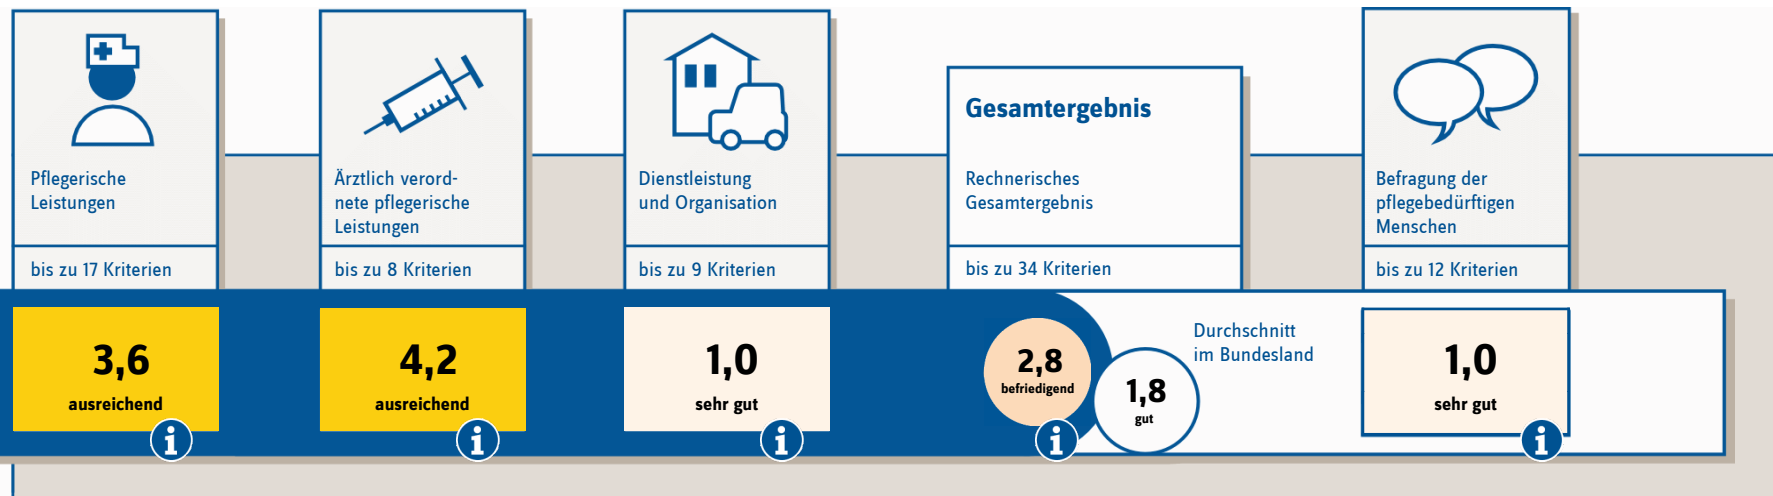 Pflegerische
Leistungen
bis zu 17 Kriterien
3,6
ausreichend
i
Ärztlich verord-
nete pflegerische
Leistungen
bis zu 8 Kriterien
4,2
ausreichend
i
Dienstleistung
und Organisation
bis zu 9 Kriterien
1,0
sehr gut
i
Gesamtergebnis
Rechnerisches
Gesamtergebnis
bis zu 34 Kriterien
2,8
befriedigend
i
Durchschnitt
im Bundesland
1,8
gut
Befragung der
pflegebedürftigen
Menschen
bis zu 12 Kriterien
1,0
sehr gut
i